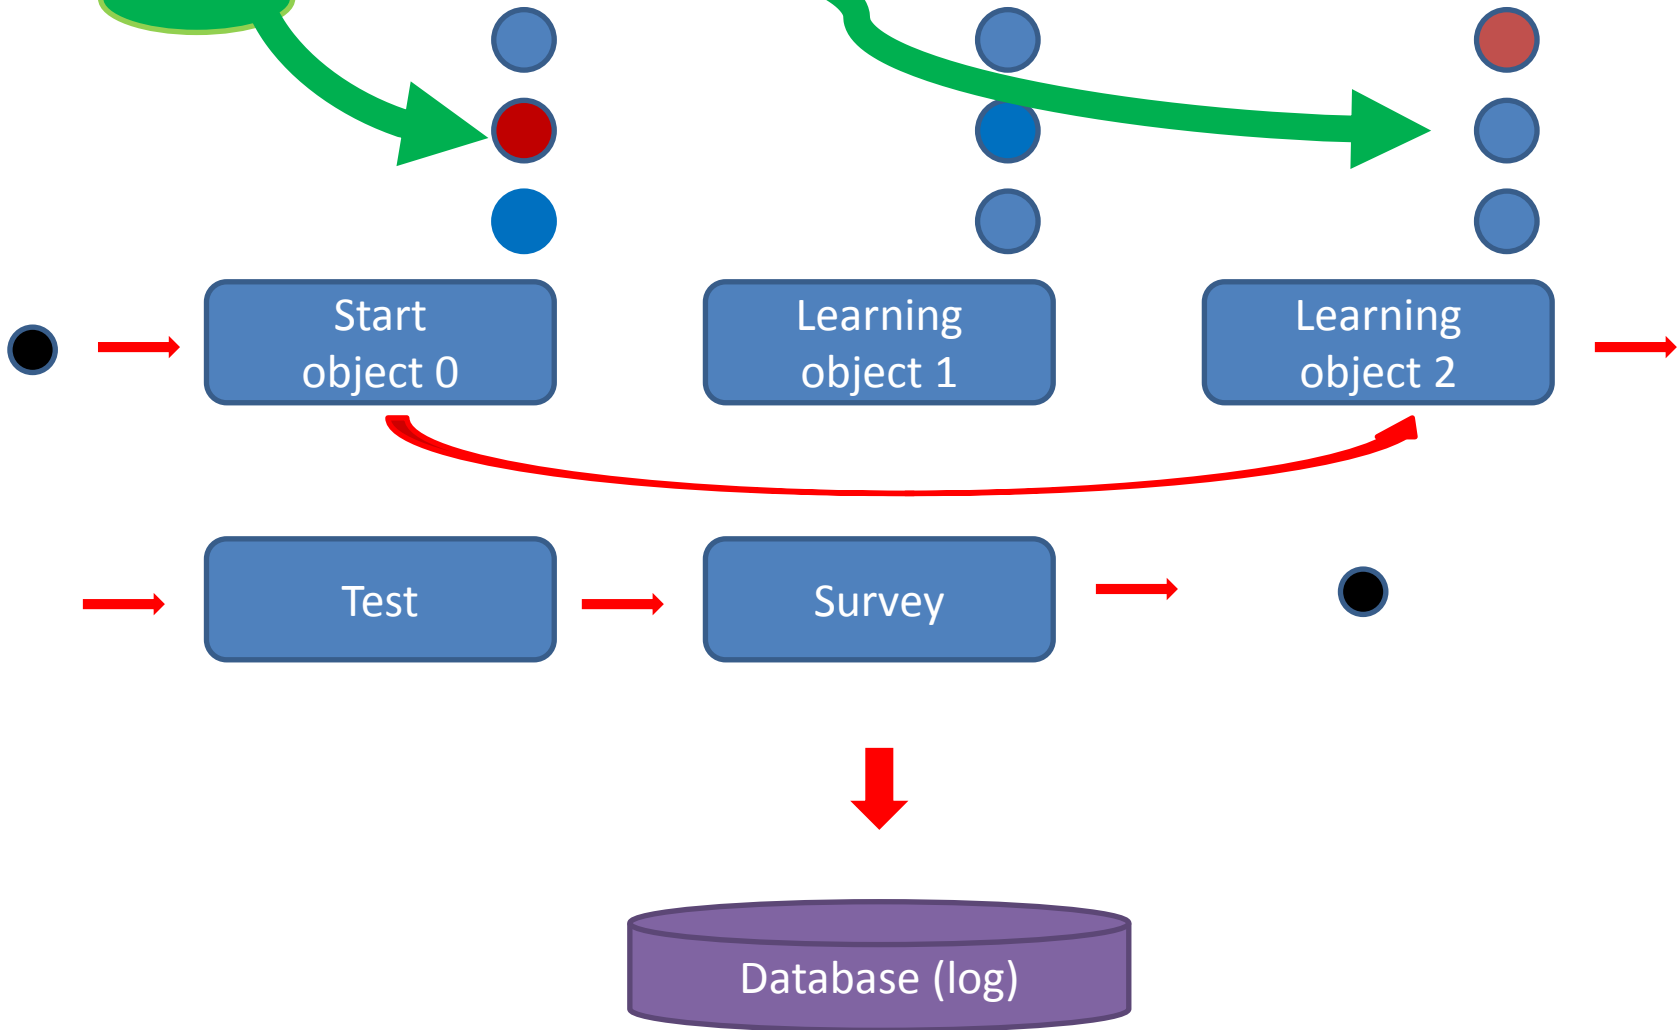 Start
object 0
Learning
object 1
Learning
object 2
Test
Survey
Database (log)